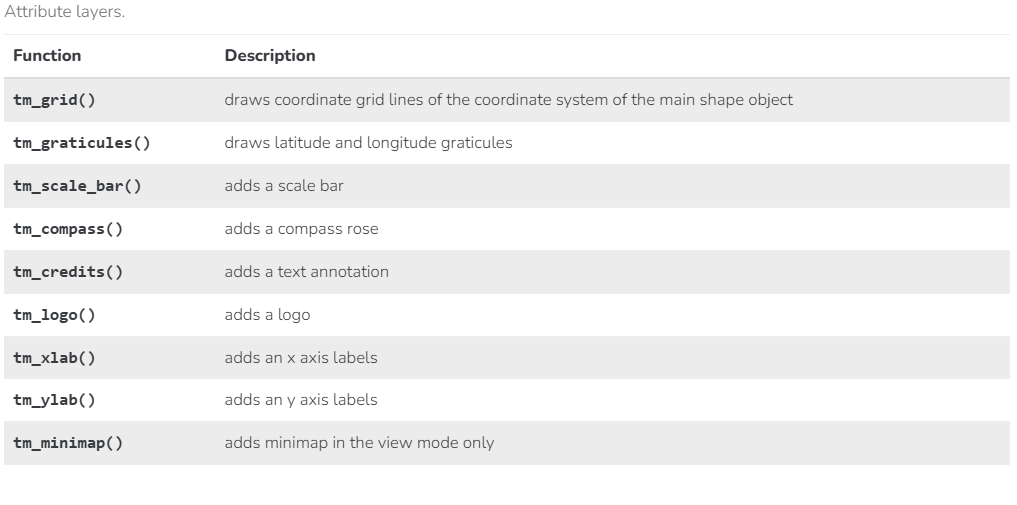 Attribute layers.
Function Description
tm_grid() draws coordinate grid lines of the coordinate system of the main shape object
tm_graticules() draws latitude and longitude graticules
tm_scale_bar() adds a scale bar
tm_compass() adds a compass rose
tm_credits() adds a text annotation
tm_logo() adds a logo
tm_xlab() adds an x axis labels
tm_ylab() adds an y axis labels
tm_minimap() adds minimap in the view mode only